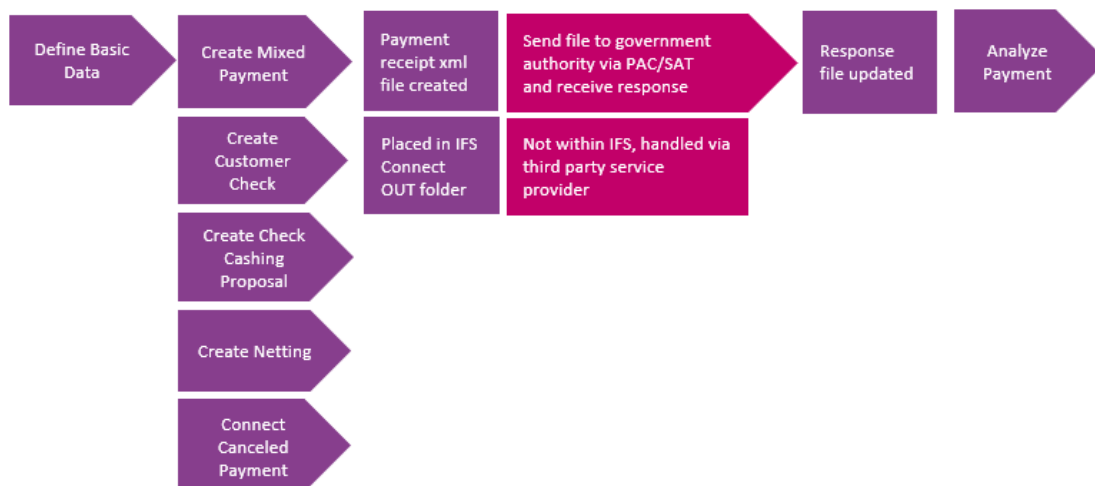 Define Basic
Data
Create Mixed
Payment
Payment
receipt xml
file created
Send file to government
authority via PAC/SAT
and receive response
Response
file updated
Analyze
Payment
Create
Customer
Check
Placed in IFS
Connect
OUT folder
Not within IFS, handled via
third party service
provider
Create Check
Cashing
Proposal
Create Netting
Connect
Canceled
Payment